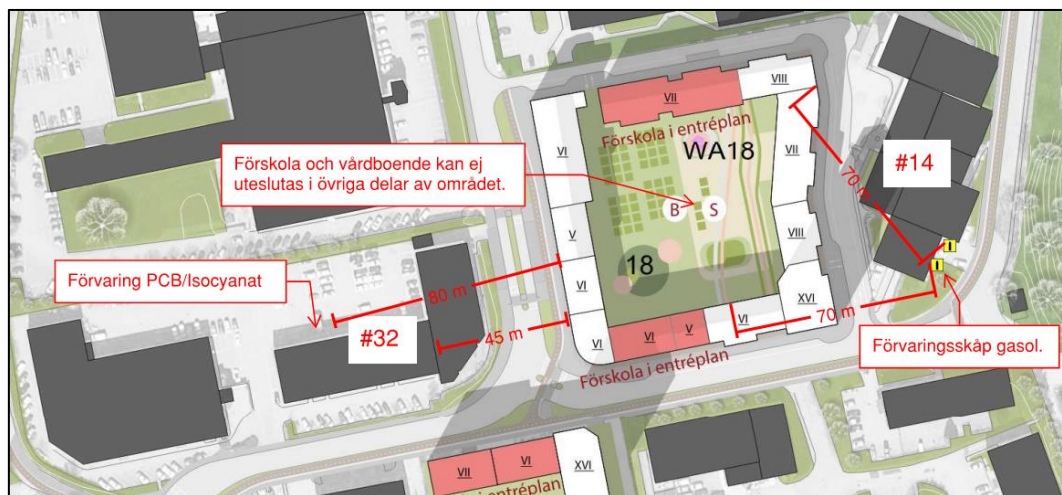 VIII
VII
Förskola i entréplan
WA18
VI
VII
#14
Förskola och vårdboende kan ej
uteslutas i övriga delar av området.
70 m
B
S
V
VIII
Förvaring PCB/Isocyanat
18
80 m
VI
XVI
70 m
#32
45 m
VI
VI
V
VI
Förvaringsskåp gasol.
Förskola i entréplan
VII
VI
XVI
Förskola i entréplan